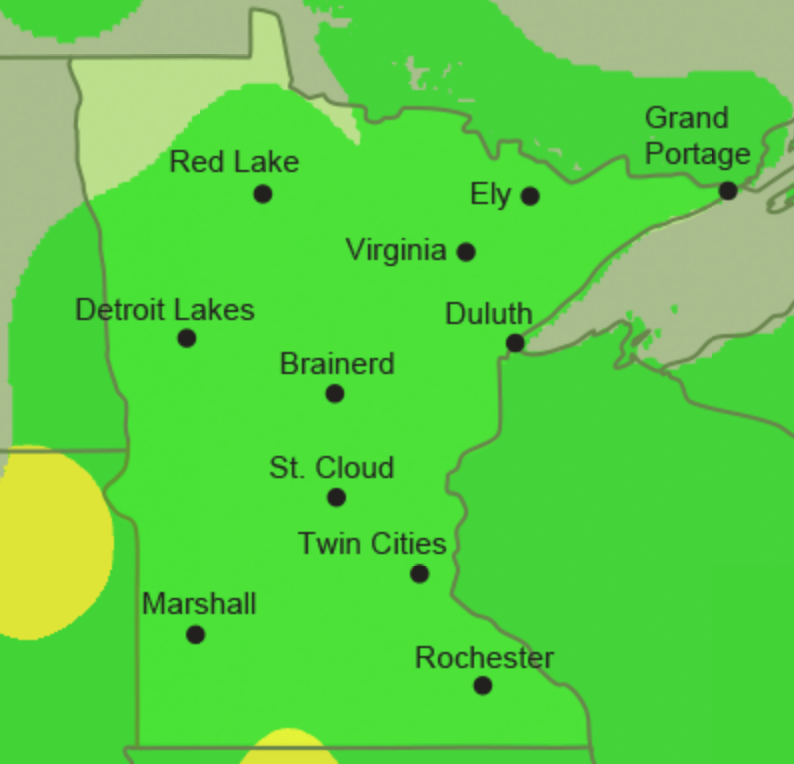 Grand
Portage
Red Lake
Ely
Virginia
Detroit Lakes
Duluth
Brainerd
St. Cloud
Twin Cities
Marshall
Rochester